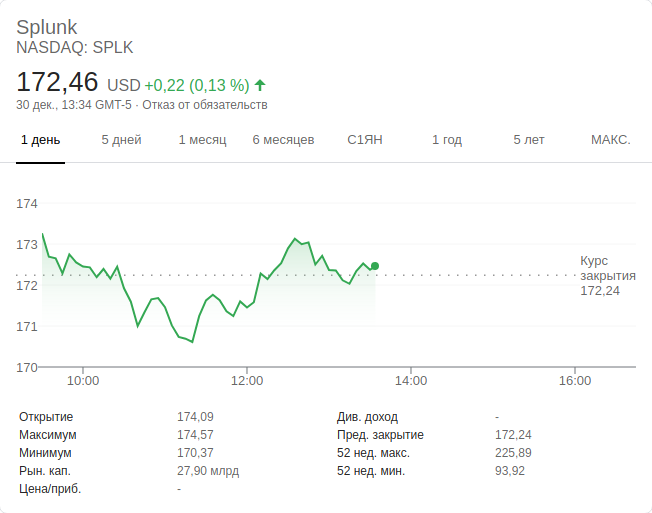 Splunk
NASDAQ: SPLK
172,46 USD +0,22 (0,13 %)
30 дек., 13:34 GMT-5 · Отказ от обязательств
1 день 5 дней 1 месяц 6 месяцев С1ЯН 1 год 5 лет МАКС.
174
173
172
171
170
Курс
закрытия
172,24
10:00 12:00 14:00 16:00
Открытие 174,09 Див. доход -
Максимум 174,57 Пред. закрытие 172,24
Минимум 170,37 52 нед. макс. 225,89
Рын. кап. 27,90 млрд 52 нед. мин. 93,92
Цена/приб. -